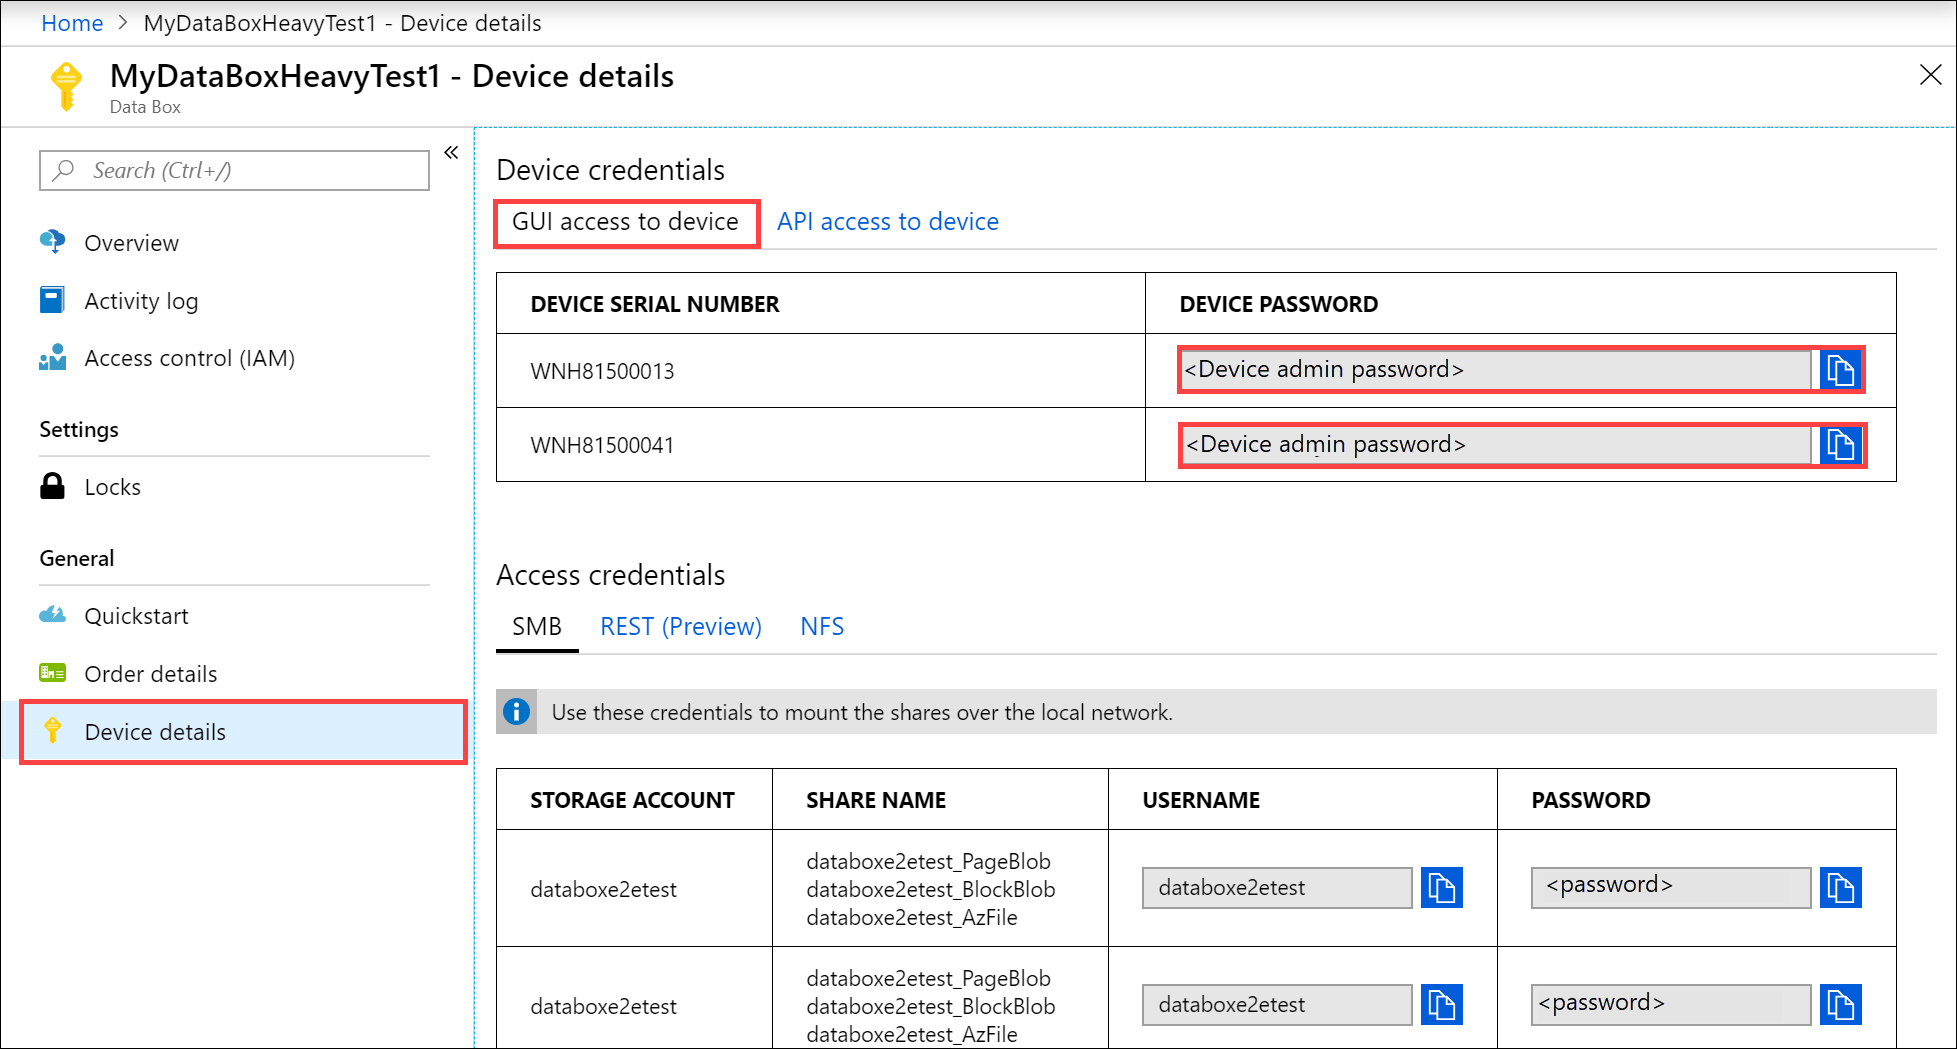 Home > MyDataBoxHeavyTest1 - Device details
MyDataBoxHeavyTest1 - Device details
Data Box
Search (Ctrl+/)
Overview
Activity log
Access control (IAM)
Settings
Locks
General
Quickstart
Order details
Device details
Device credentials
GUI access to device API access to device
DEVICE SERIAL NUMBER DEVICE PASSWORD
WNH81500013 <Device admin password>
WNH81500041 <Device admin password>
Access credentials
SMB REST (Preview) NFS
Use these credentials to mount the shares over the local network.
STORAGE ACCOUNT SHARE NAME USERNAME PASSWORD
databoxe2etest_PageBlob
databoxe2etest databoxe2etest_BlockBlob databoxe2etest <password>
databoxe2etest_AzFile
databoxe2etest_PageBlob
databoxe2etest databoxe2etest_BlockBlob databoxe2etest <password>
databoxe2etest_AzFile